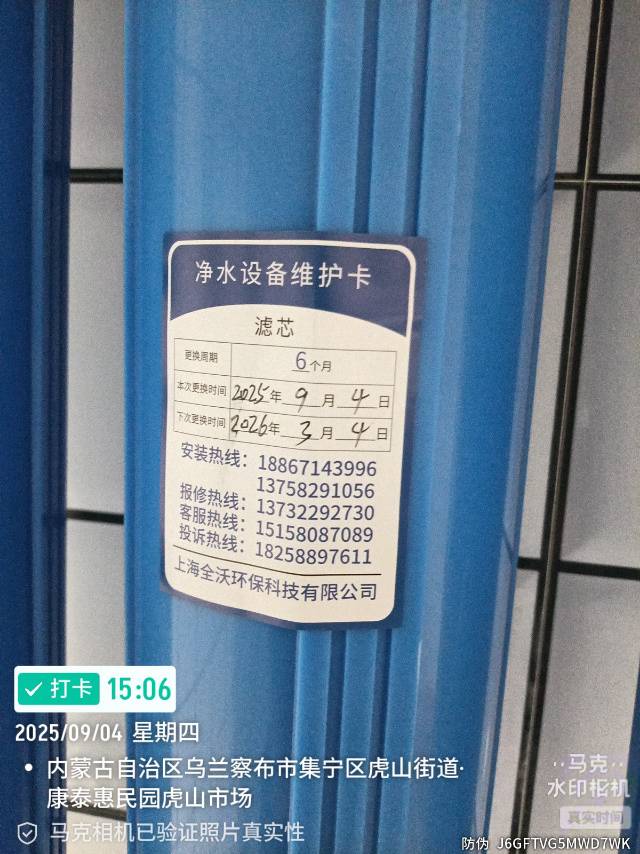 净水设备维护卡
滤芯
更换周期 6个月
本次更换时间 2025年 9 月 4 日
下次更换时间 2026年 3 月 4 日
安装热线：18867143996
13758291056
报修热线：13732292730
客服热线：15158087089
投诉热线：18258897611
上海全沃环保科技有限公司
打卡 15:06
2025/09/04 星期四
内蒙古自治区乌兰察布市集宁区虎山街道·
康泰惠民园虎山市场
马克相机已验证照片真实性
马克
水印相机
真实时间
防伪 J6GFTVG5MWD7WK